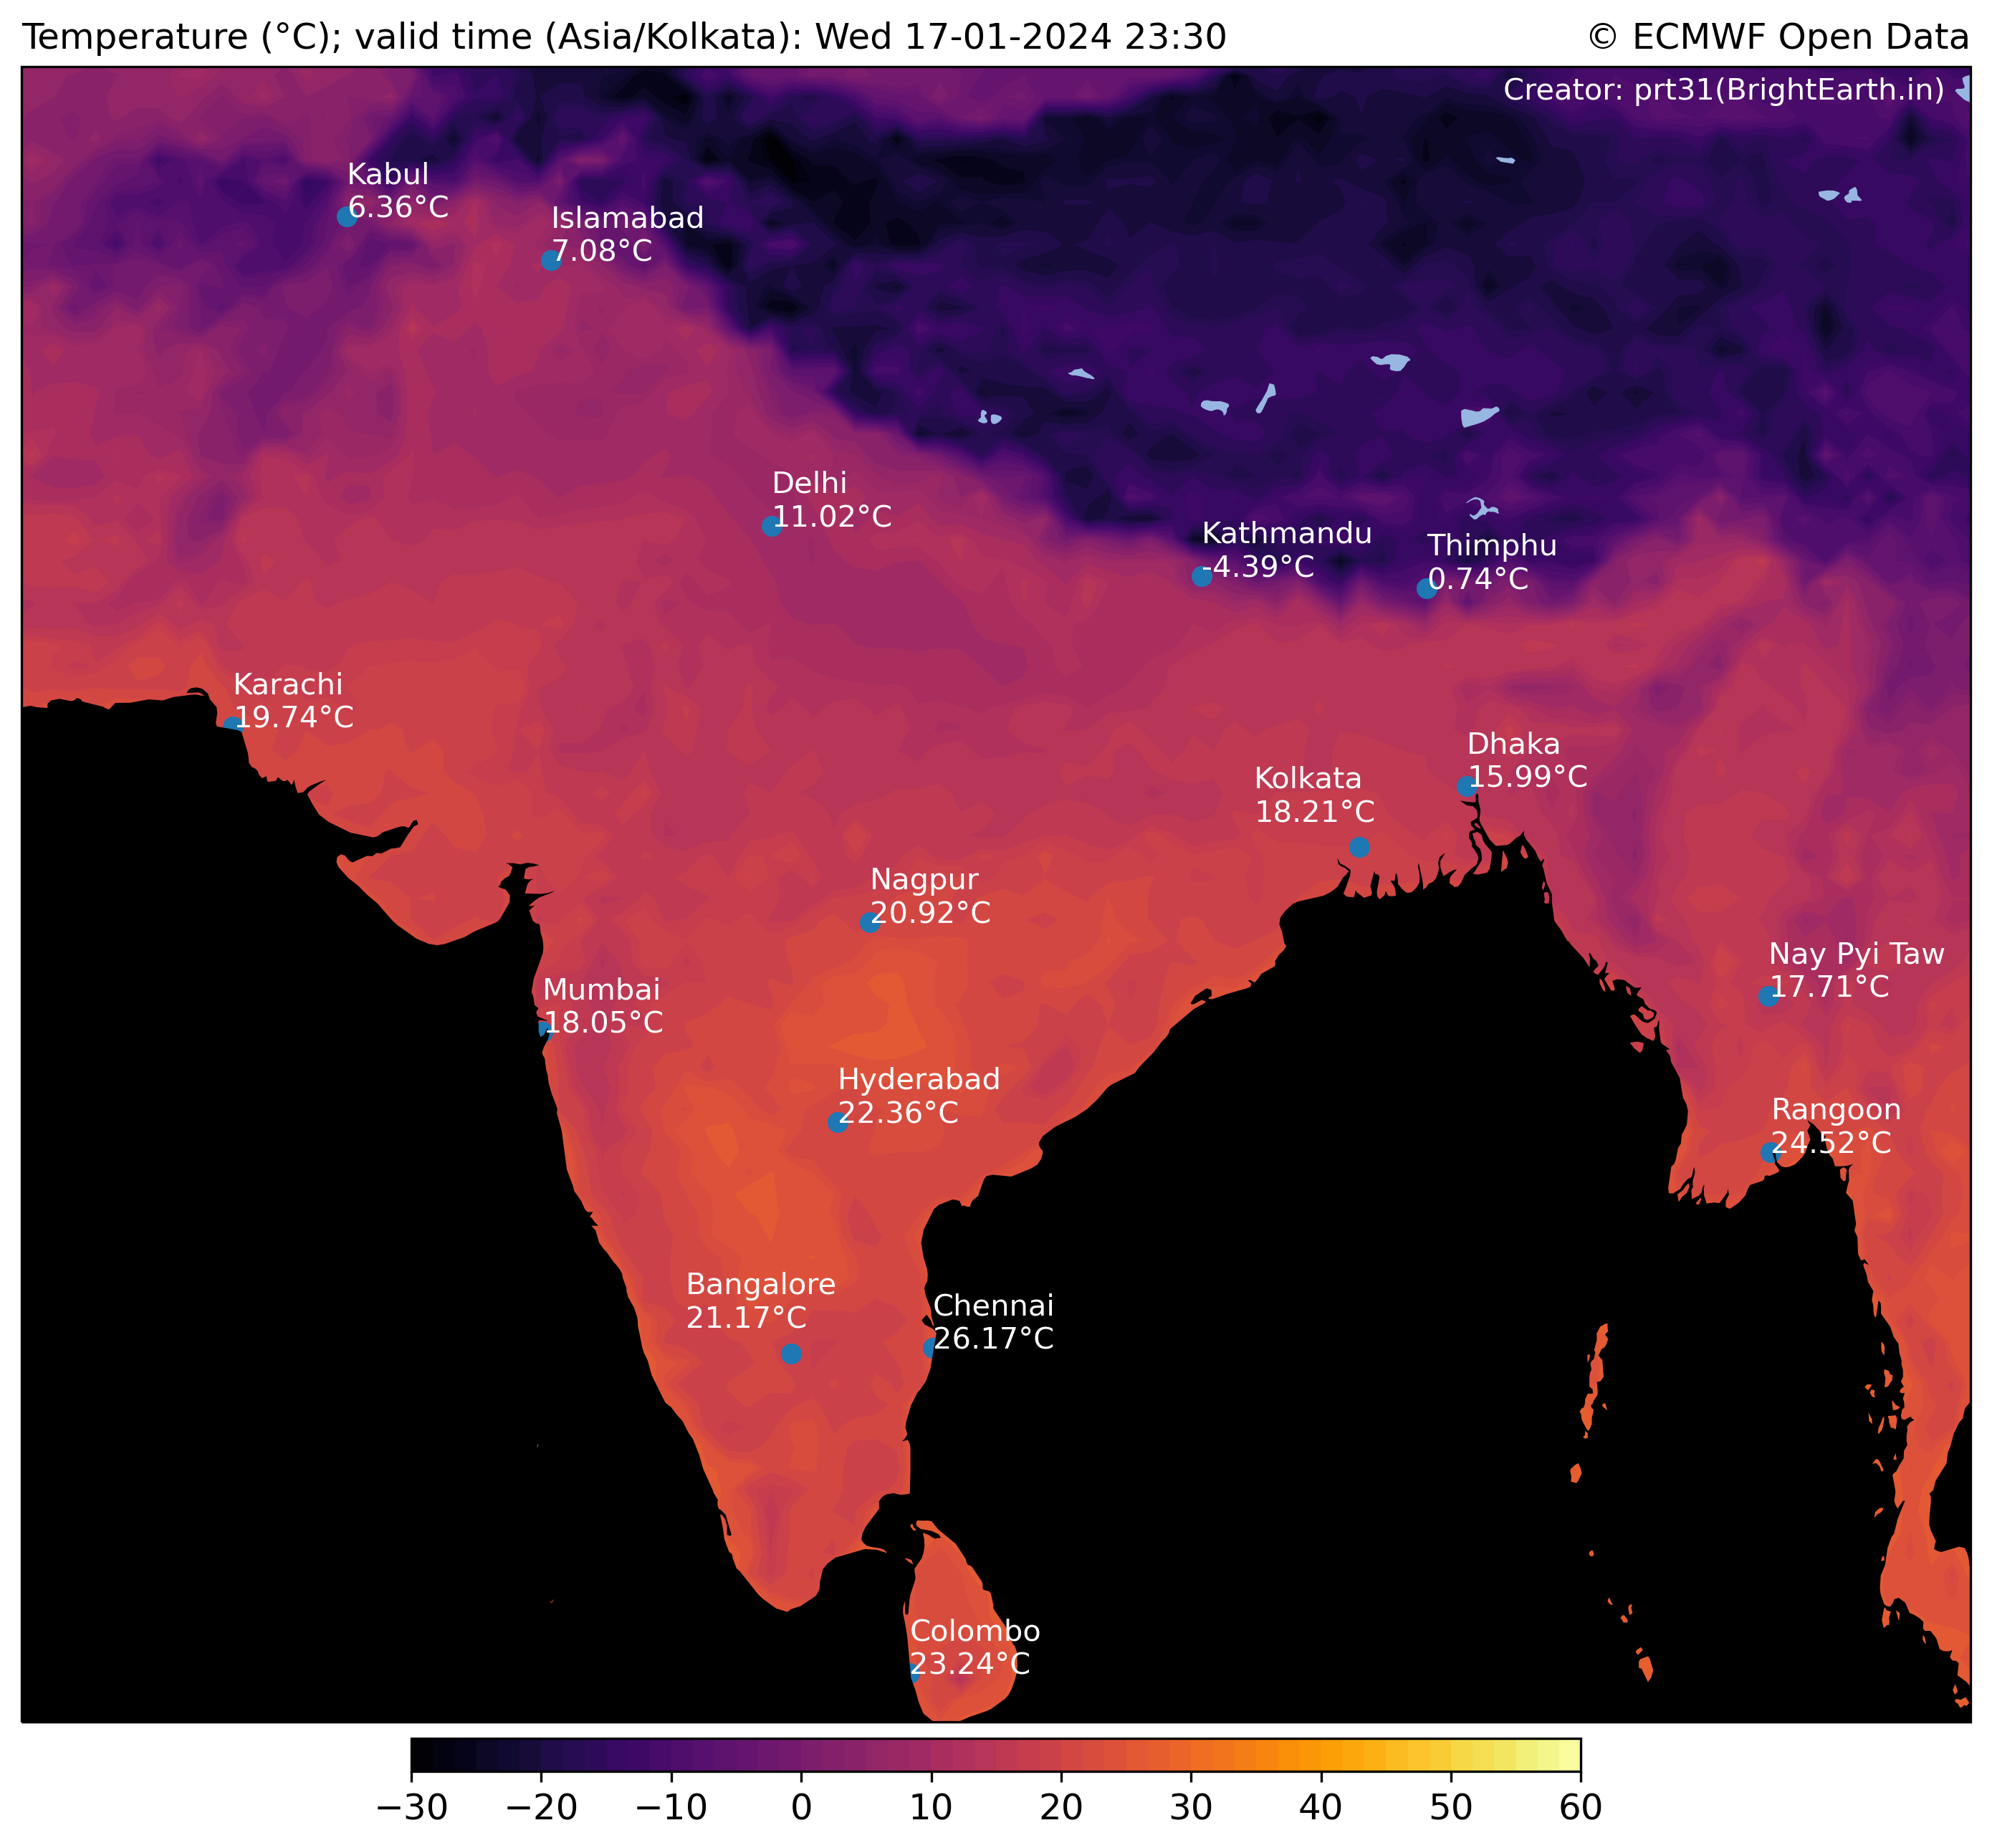 Temperature (°C); valid time (Asia/Kolkata): Wed 17-01-2024 23:30
© ECMWF Open Data
Creator: prt31(BrightEarth.in)
Kabul
6.36°C
Islamabad
7.08°C
Delhi
11.02°C
Kathmandu
-4.39°C
Thimphu
0.74°C
Karachi
19.74°C
Dhaka
15.99°C
Kolkata
18.21°C
Nagpur
20.92°C
Nay Pyi Taw
17.71°C
Mumbai
18.05°C
Hyderabad
22.36°C
Rangoon
24.52°C
Bangalore
21.17°C
Chennai
26.17°C
Colombo
23.24°C
−30 −20 −10 0 10 20 30 40 50 60